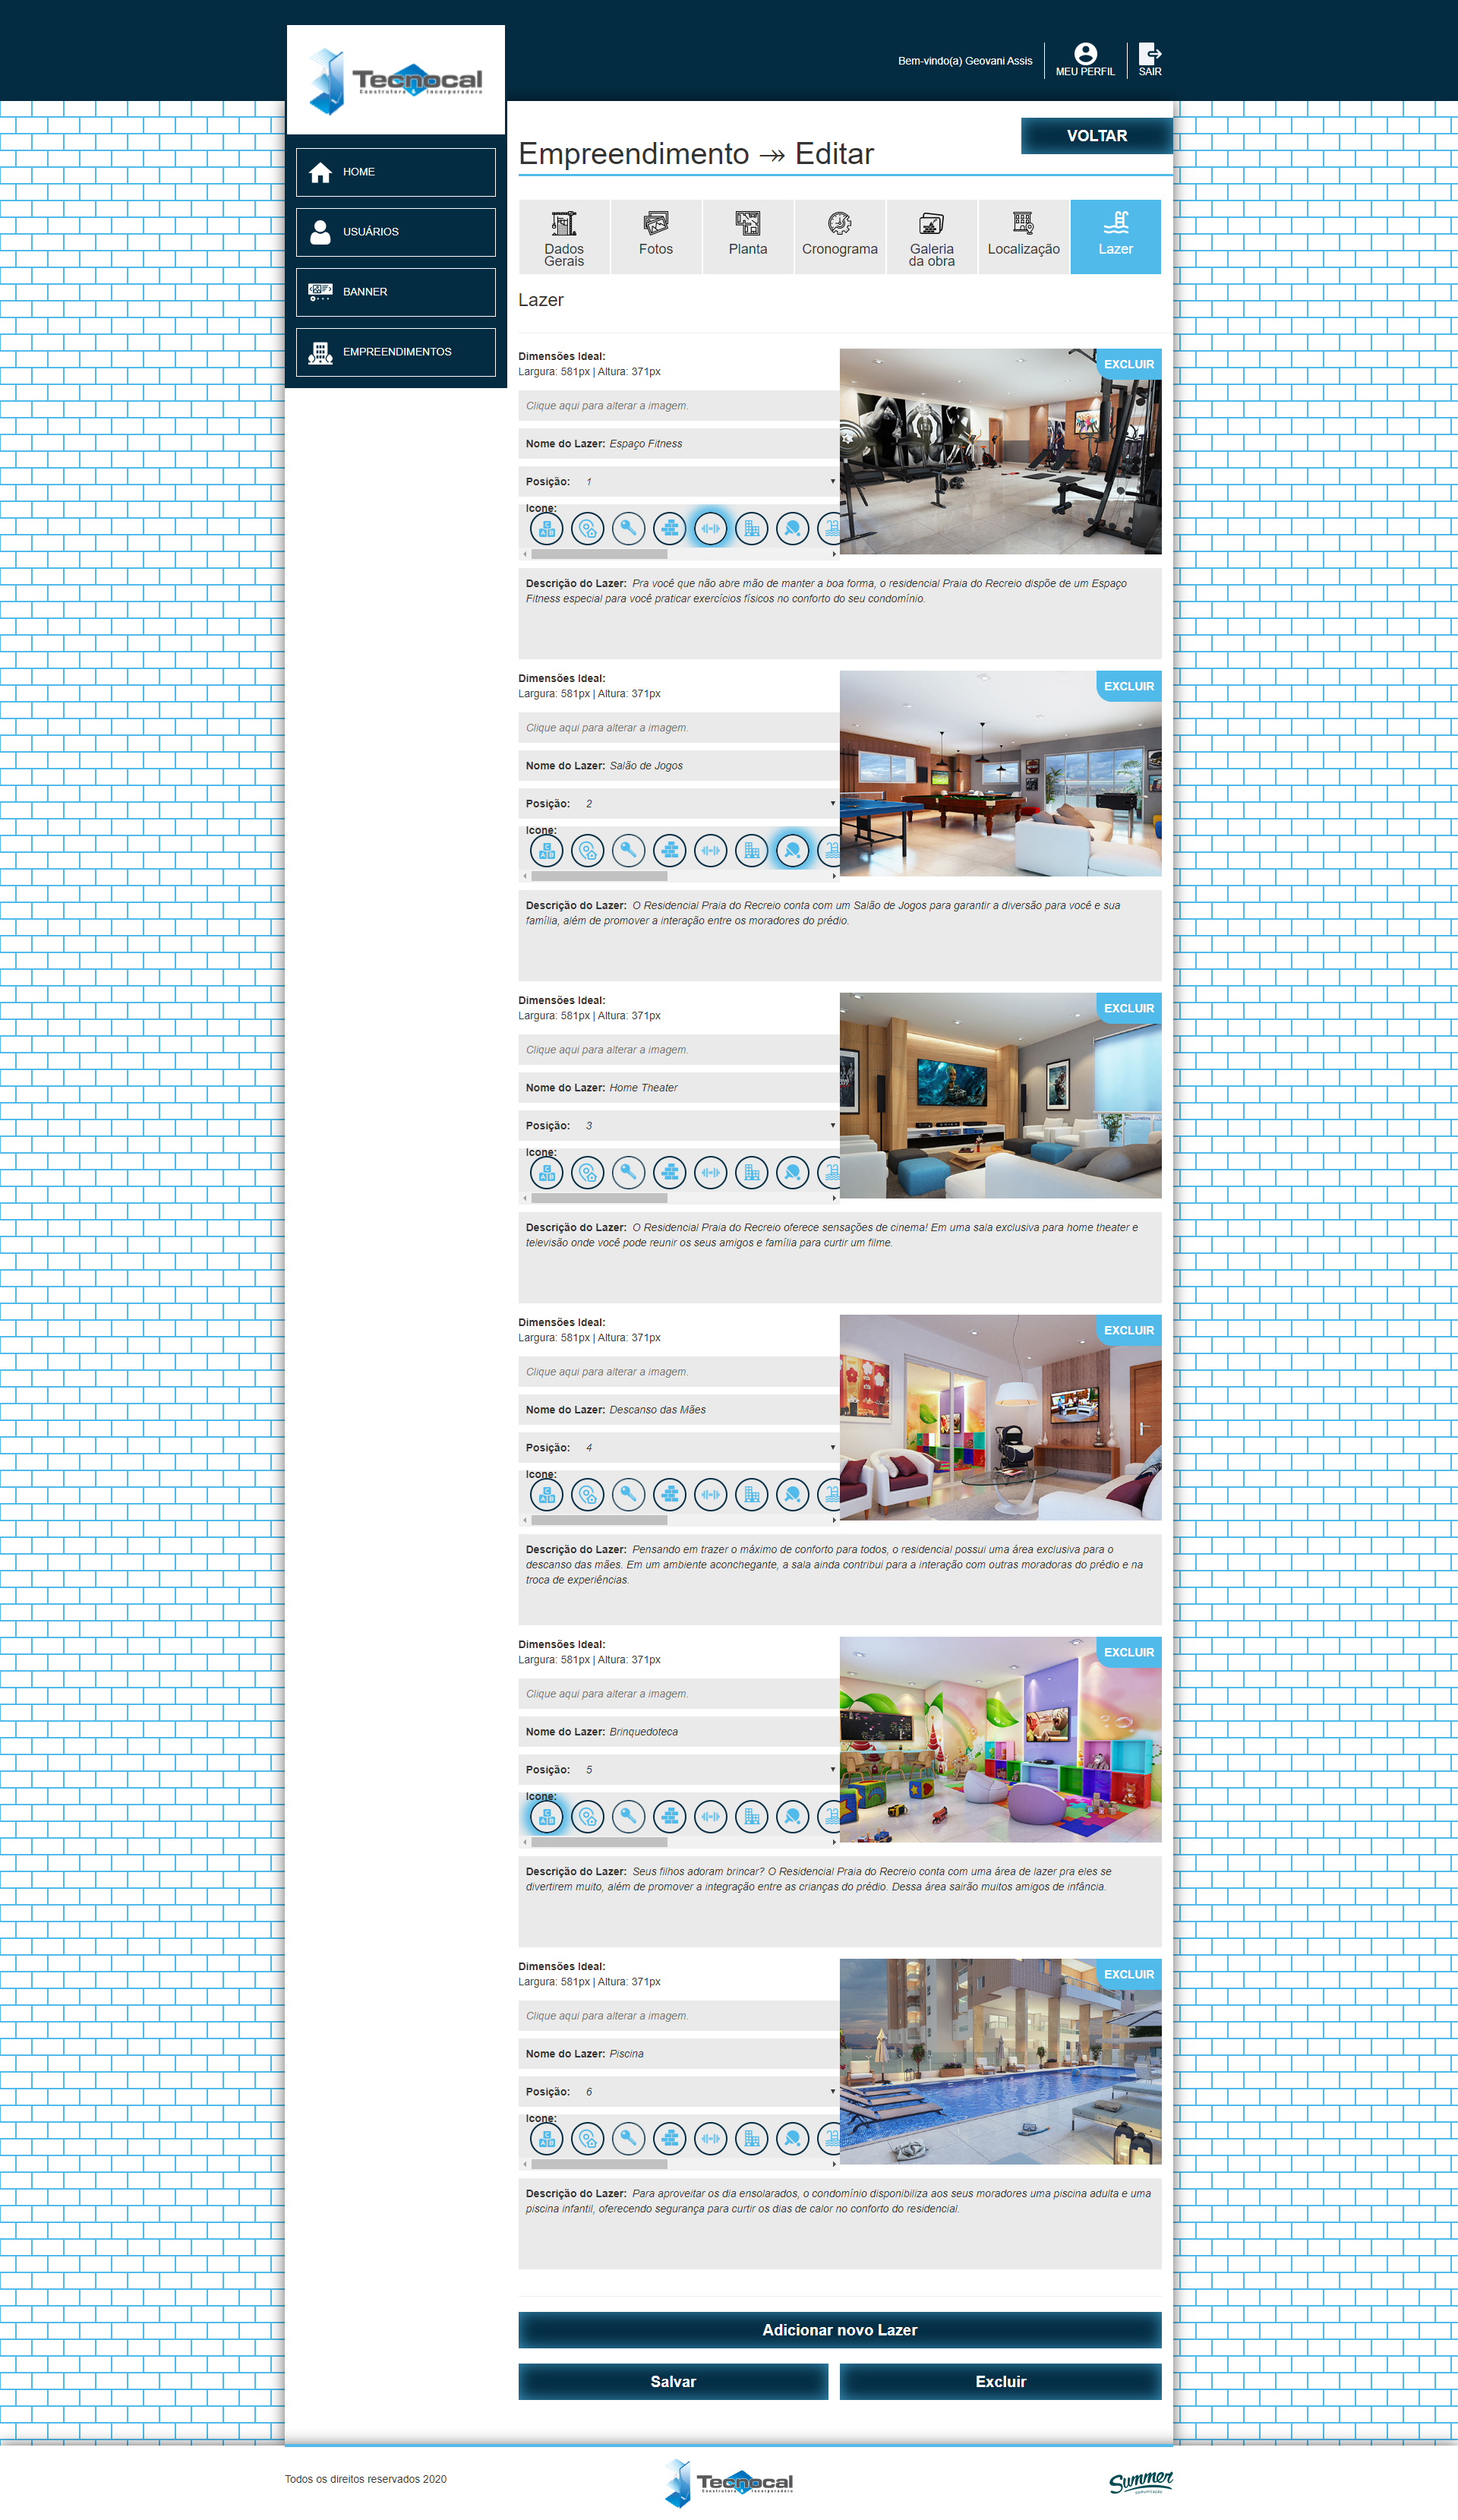 Tecnocal
Construtora & Incorporadora
Bem-vindo(a) Geovani Assis
MEU PERFIL
SAIR
HOME
USUÁRIOS
BANNER
EMPREENDIMENTOS
VOLTAR
Empreendimento ↠ Editar
Dados
Gerais
Fotos
Planta
Cronograma
Galeria
da obra
Localização
Lazer
Lazer
Dimensões Ideal:
Largura: 581px | Altura: 371px
Clique aqui para alterar a imagem.
Nome do Lazer: Espaço Fitness
Posição: 1
Icone:
EXCLUIR
Descrição do Lazer: Pra você que não abre mão de manter a boa forma, o residencial Praia do Recreio dispõe de um Espaço
Fitness especial para você praticar exercícios físicos no conforto do seu condomínio.
Dimensões Ideal:
Largura: 581px | Altura: 371px
Clique aqui para alterar a imagem.
Nome do Lazer: Salão de Jogos
Posição: 2
Icone:
EXCLUIR
Descrição do Lazer: O Residencial Praia do Recreio conta com um Salão de Jogos para garantir a diversão para você e sua
família, além de promover a interação entre os moradores do prédio.
Dimensões Ideal:
Largura: 581px | Altura: 371px
Clique aqui para alterar a imagem.
Nome do Lazer: Home Theater
Posição: 3
Icone:
EXCLUIR
Descrição do Lazer: O Residencial Praia do Recreio oferece sensações de cinema! Em uma sala exclusiva para home theater e
televisão onde você pode reunir os seus amigos e família para curtir um filme.
Dimensões Ideal:
Largura: 581px | Altura: 371px
Clique aqui para alterar a imagem.
Nome do Lazer: Descanso das Mães
Posição: 4
Icone:
EXCLUIR
Descrição do Lazer: Pensando em trazer o máximo de conforto para todos, o residencial possui uma área exclusiva para o
descanso das mães. Em um ambiente aconchegante, a sala ainda contribui para a interação com outras moradoras do prédio e na
troca de experiências.
Dimensões Ideal:
Largura: 581px | Altura: 371px
Clique aqui para alterar a imagem.
Nome do Lazer: Brinquedoteca
Posição: 5
Icone:
EXCLUIR
Descrição do Lazer: Seus filhos adoram brincar? O Residencial Praia do Recreio conta com uma área de lazer pra eles se
divertirem muito, além de promover a integração entre as crianças do prédio. Dessa área sairão muitos amigos de infância.
Dimensões Ideal:
Largura: 581px | Altura: 371px
Clique aqui para alterar a imagem.
Nome do Lazer: Piscina
Posição: 6
Icone:
EXCLUIR
Descrição do Lazer: Para aproveitar os dia ensolarados, o condomínio disponibiliza aos seus moradores uma piscina adulta e uma
piscina infantil, oferecendo segurança para curtir os dias de calor no conforto do residencial.
Adicionar novo Lazer
Salvar
Excluir
Todos os direitos reservados 2020
Tecnocal
Construtora & Incorporadora
Summer
comunicação